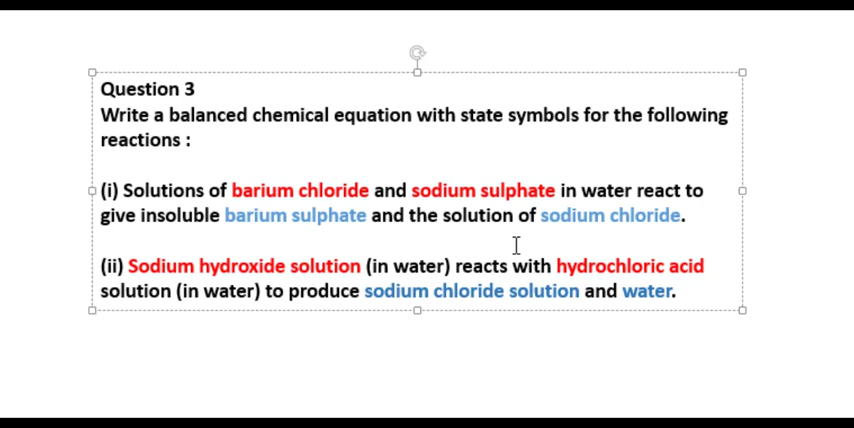 Question 3
Write a balanced chemical equation with state symbols for the following
reactions :
(i) Solutions of barium chloride and sodium sulphate in water react to
give insoluble barium sulphate and the solution of sodium chloride.
(ii) Sodium hydroxide solution (in water) reacts with hydrochloric acid
solution (in water) to produce sodium chloride solution and water.